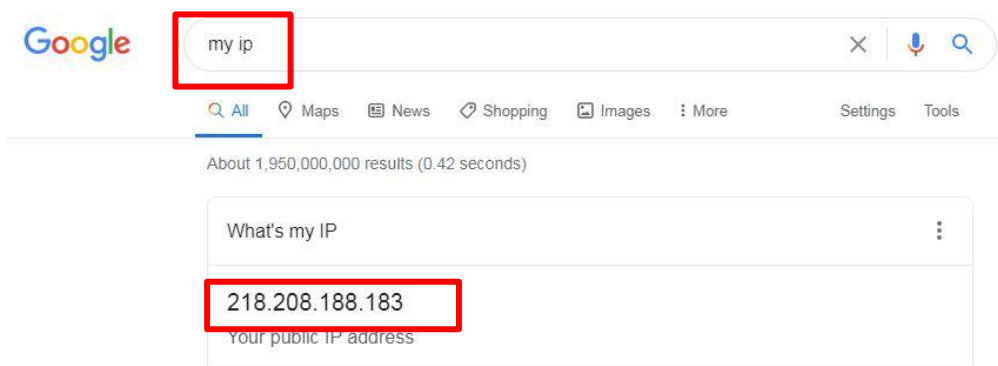 Google my ip
All Maps News Shopping Images More Settings Tools
About 1,950,000,000 results (0.42 seconds)
What's my IP
218.208.188.183
Your public IP address